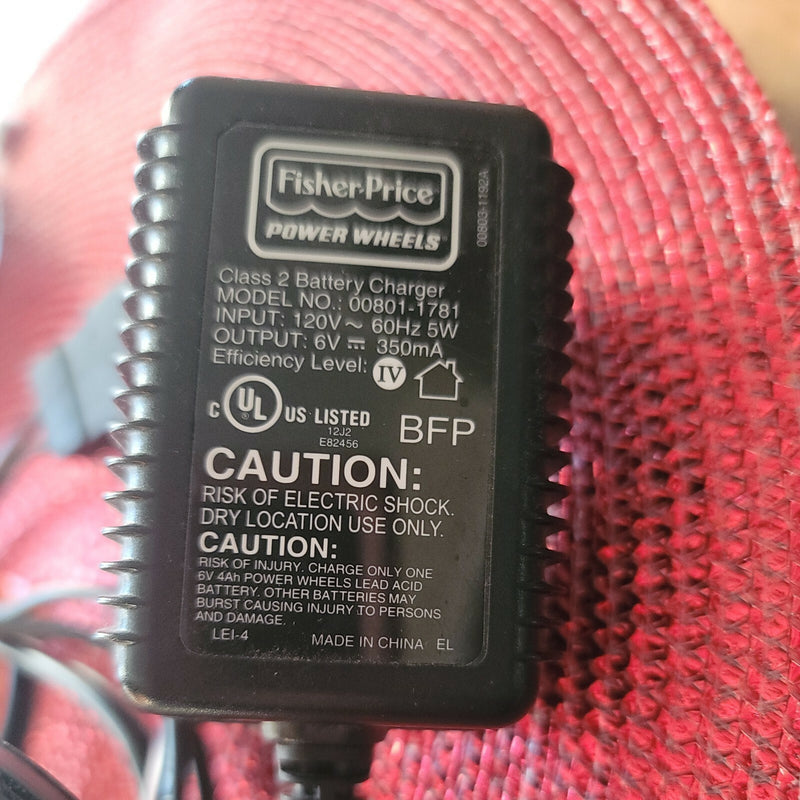 Fisher-Price
POWER WHEELS
00803-1192A
Class 2 Battery Charger
MODEL NO.: 00801-1781
INPUT: 120V ~ 60Hz 5W
OUTPUT: 6V ⎓ 350mA
Efficiency Level: IV
C UL ® US LISTED
12J2
E82456
BFP
CAUTION:
RISK OF ELECTRIC SHOCK.
DRY LOCATION USE ONLY.
CAUTION:
RISK OF INJURY. CHARGE ONLY ONE
6V 4Ah POWER WHEELS LEAD ACID
BATTERY. OTHER BATTERIES MAY
BURST CAUSING INJURY TO PERSONS
AND DAMAGE.
LEI-4 MADE IN CHINA EL